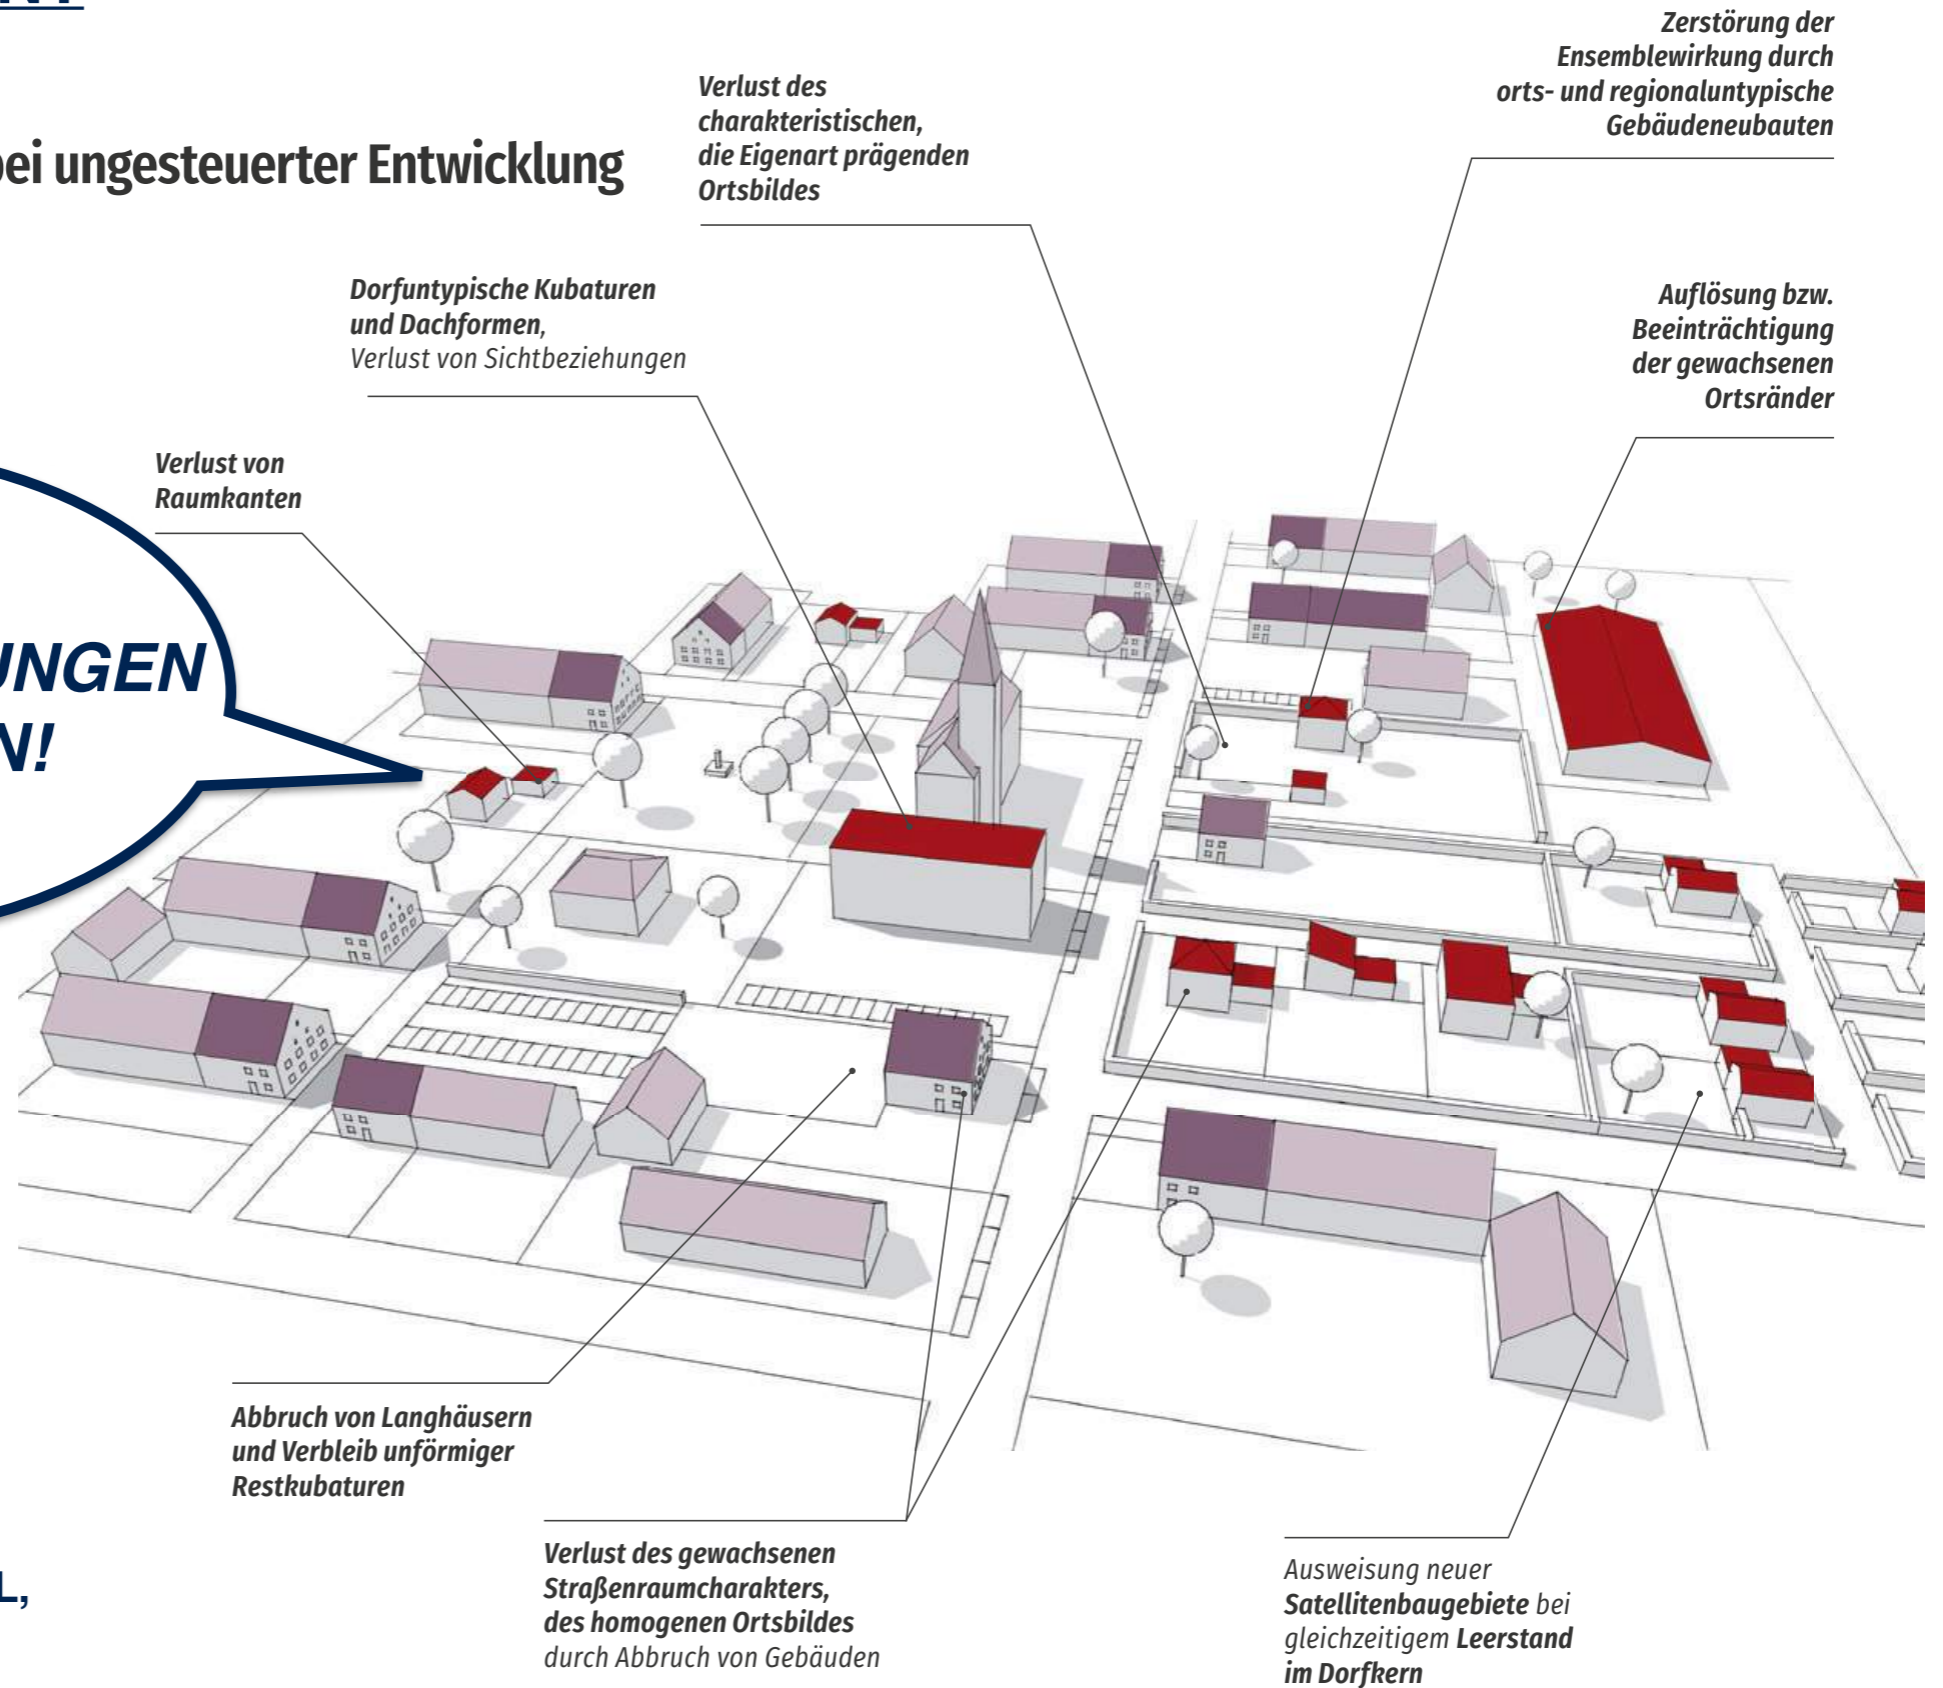 bei ungesteuerter Entwicklung
Verlust des
charakteristischen,
die Eigenart prägenden
Ortsbildes
Zerstörung der
Ensemblewirkung durch
orts- und regionaluntypische
Gebäudeneubauten
Dorfuntypische Kubaturen
und Dachformen,
Verlust von Sichtbeziehungen
Auflösung bzw.
Beeinträchtigung
der gewachsenen
Ortsränder
Verlust von
Raumkanten
UNGEN
N!
Abbruch von Langhäusern
und Verbleib unförmiger
Restkubaturen
Verlust des gewachsenen
Straßenraumcharakters,
des homogenen Ortsbildes
durch Abbruch von Gebäuden
Ausweisung neuer
Satellitenbaugebiete bei
gleichzeitigem Leerstand
im Dorfkern
L,